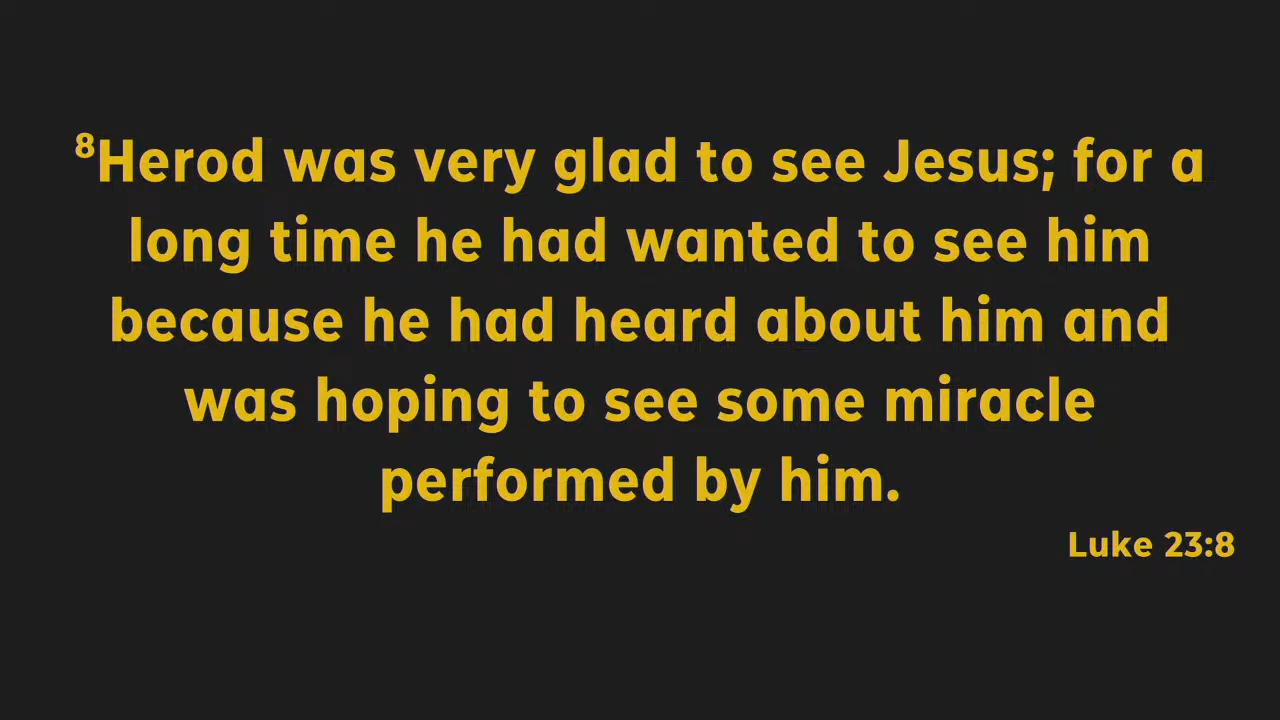 ⁸Herod was very glad to see Jesus; for a
long time he had wanted to see him
because he had heard about him and
was hoping to see some miracle
performed by him.
Luke 23:8